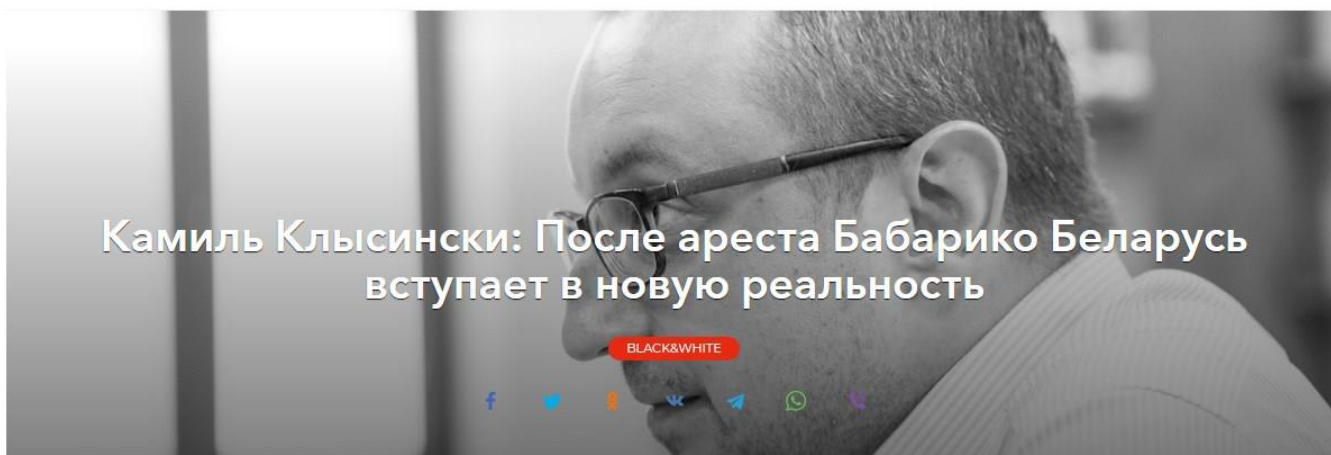 Камиль Клысински: После ареста Бабарико Беларусь
вступает в новую реальность
BLACK&WHITE